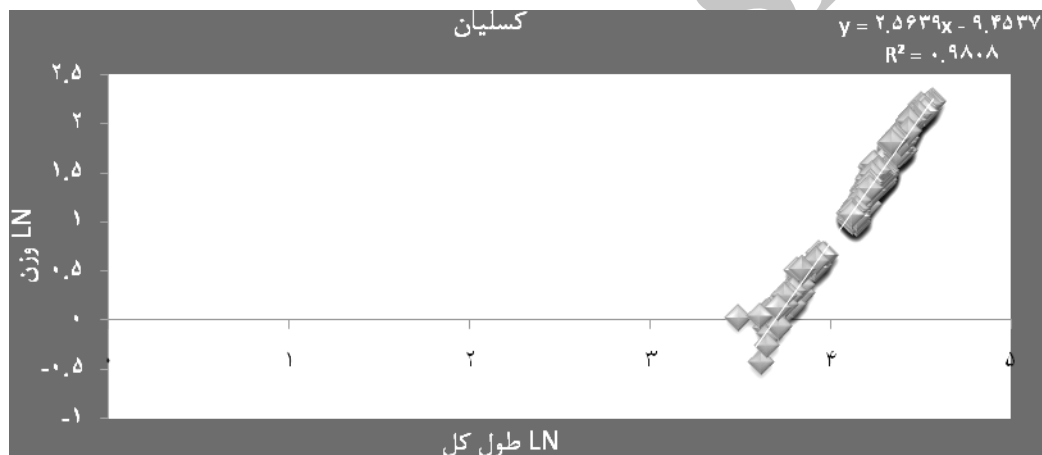 کسلیان
y = ۲.۵۶۳۹x - ۹.۴۵۳۷
R² = ۰.۹۸۰۸
۲.۵
۲
۱.۵
۱
۰.۵
۰
-۰.۵
-۱
LN وزن
۰ ۱ ۲ ۳ ۴ ۵
LN طول کل